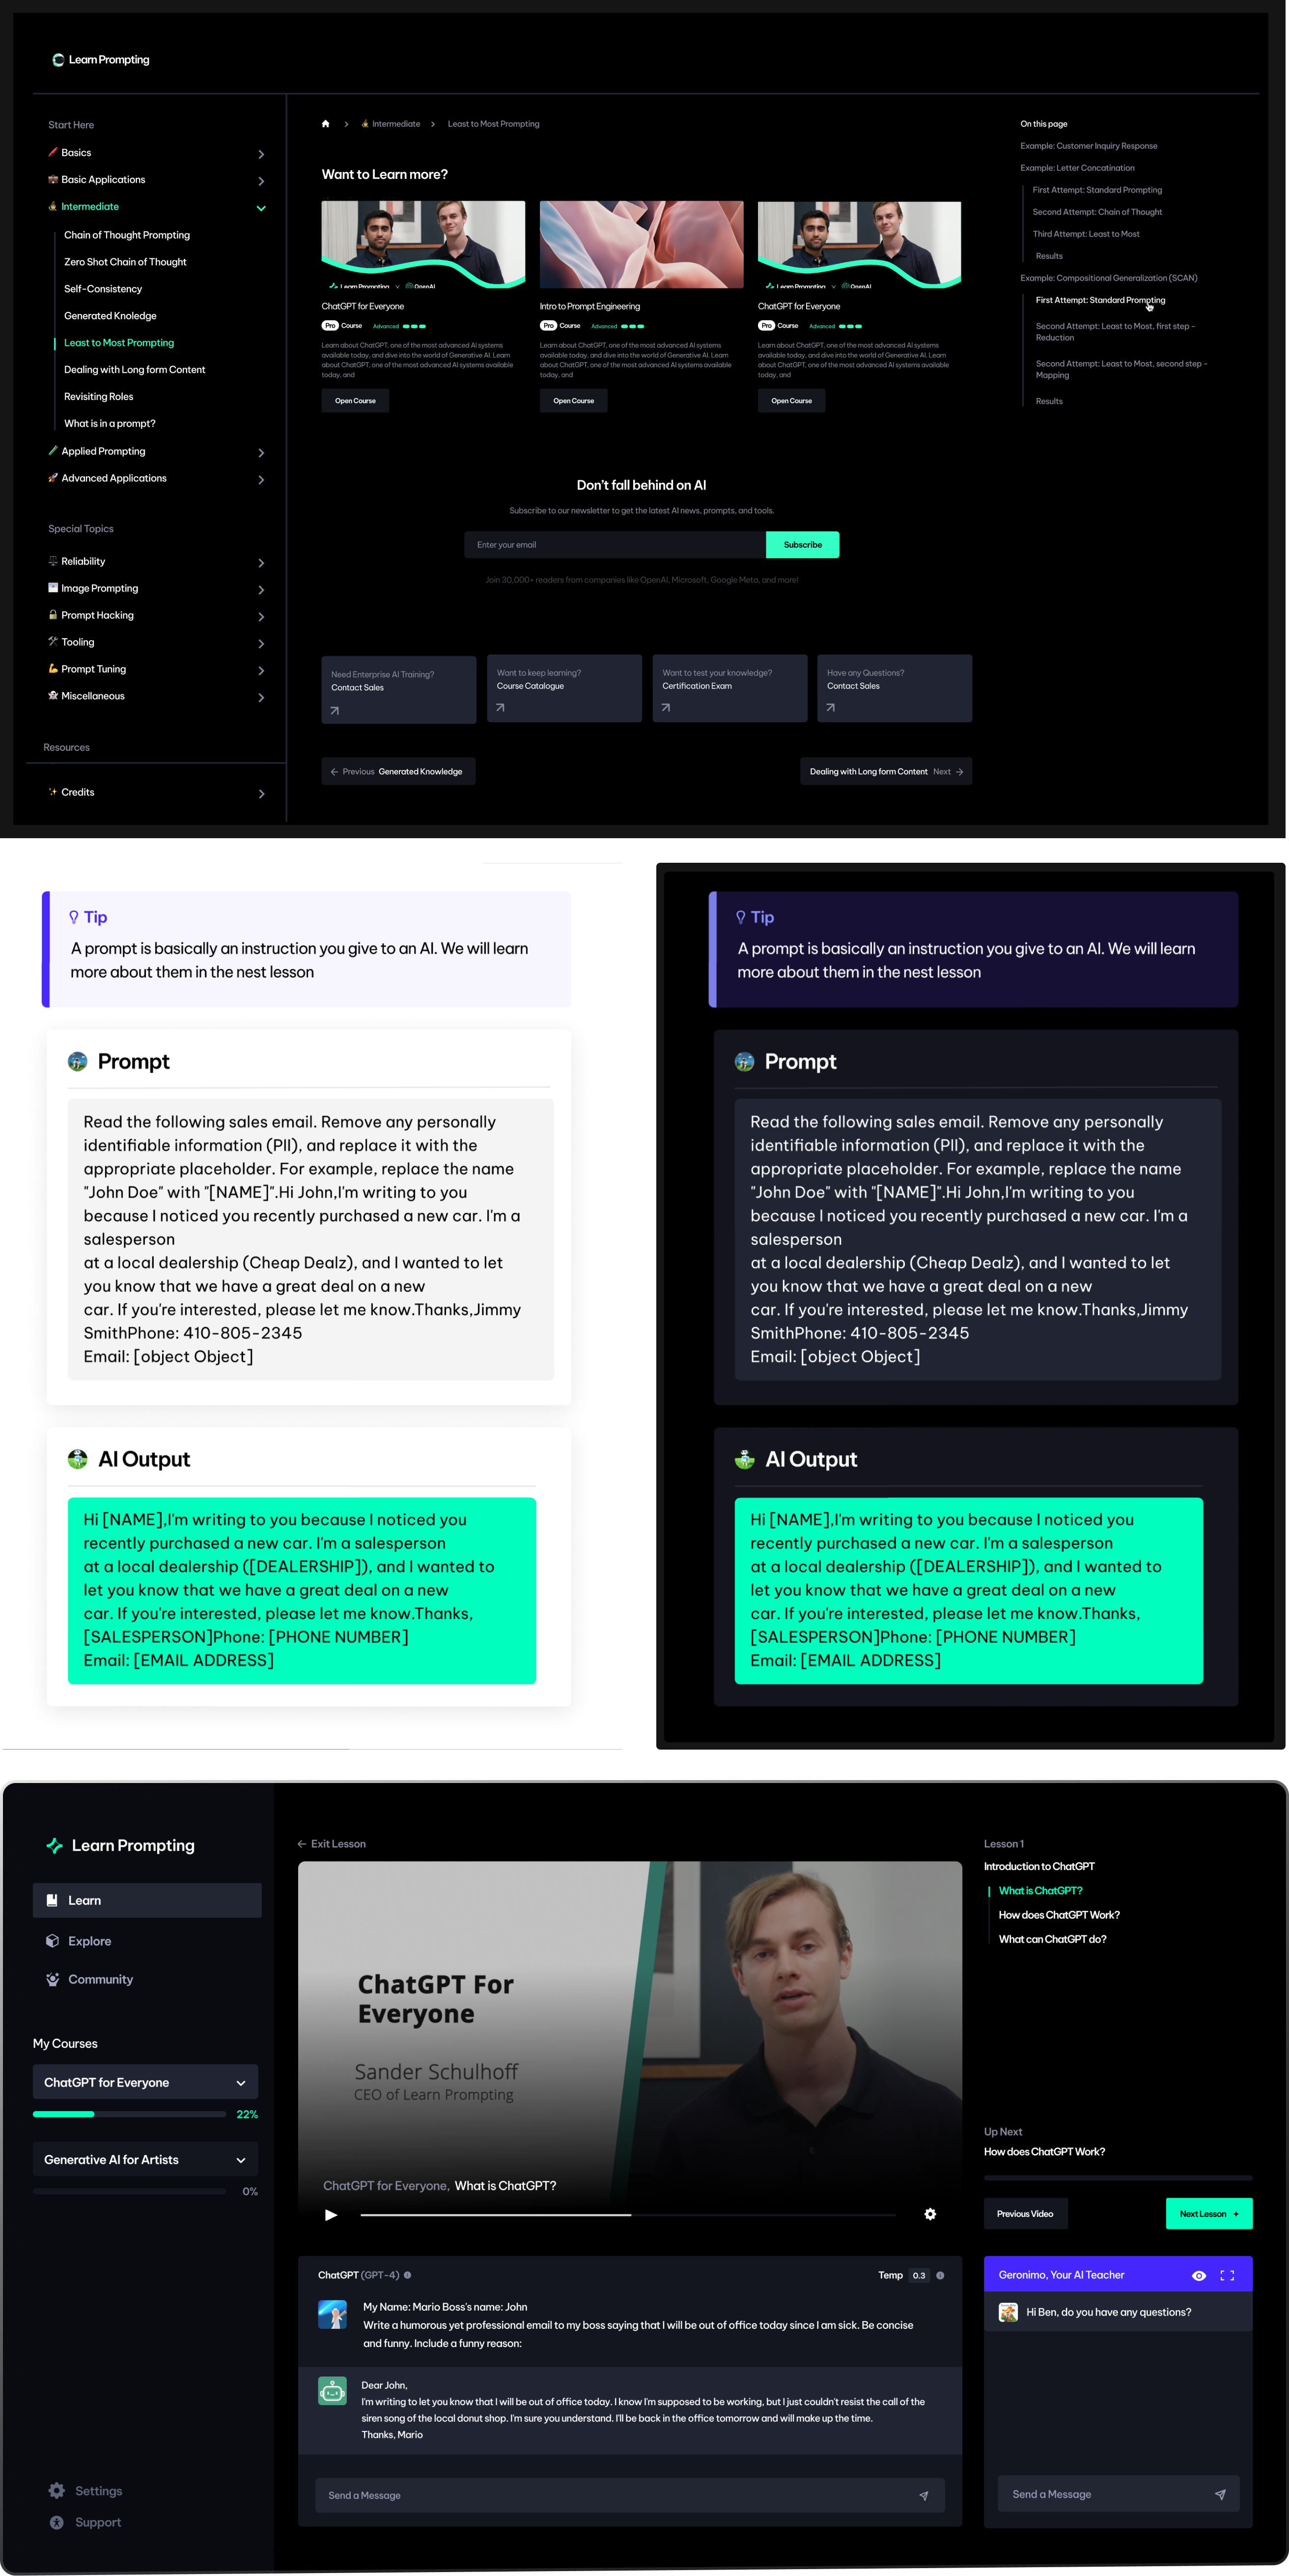 Learn Prompting
Start Here
Basics
Basic Applications
Intermediate
Chain of Thought Prompting
Zero Shot Chain of Thought
Self-Consistency
Generated Knoledge
Least to Most Prompting
Dealing with Long form Content
Revisiting Roles
What is in a prompt?
Applied Prompting
Advanced Applications
Special Topics
Reliability
Image Prompting
Prompt Hacking
Tooling
Prompt Tuning
Miscellaneous
Resources
Credits
Intermediate
Least to Most Prompting
Want to Learn more?
Learn Prompting x OpenAI
ChatGPT for Everyone
Pro Course Advanced
Learn about ChatGPT, one of the most advanced AI systems
available today, and dive into the world of Generative AI. Learn
about ChatGPT, one of the most advanced AI systems available
today, and
Open Course
Intro to Prompt Engineering
Pro Course Advanced
Learn about ChatGPT, one of the most advanced AI systems
available today, and dive into the world of Generative AI. Learn
about ChatGPT, one of the most advanced AI systems available
today, and
Open Course
Learn Prompting x OpenAI
ChatGPT for Everyone
Pro Course Advanced
Learn about ChatGPT, one of the most advanced AI systems
available today, and dive into the world of Generative AI. Learn
about ChatGPT, one of the most advanced AI systems available
today, and
Open Course
Don't fall behind on AI
Subscribe to our newsletter to get the latest AI news, prompts, and tools.
Enter your email
Subscribe
Join 30,000+ readers from companies like OpenAI, Microsoft, Google Meta, and more!
Need Enterprise AI Training?
Contact Sales
Want to keep learning?
Course Catalogue
Want to test your knowledge?
Certification Exam
Have any Questions?
Contact Sales
Previous Generated Knowledge
Dealing with Long form Content Next
On this page
Example: Customer Inquiry Response
Example: Letter Concatination
First Attempt: Standard Prompting
Second Attempt: Chain of Thought
Third Attempt: Least to Most
Results
Example: Compositional Generalization (SCAN)
First Attempt: Standard Prompting
Second Attempt: Least to Most, first step -
Reduction
Second Attempt: Least to Most, second step -
Mapping
Results
Tip
A prompt is basically an instruction you give to an AI. We will learn
more about them in the nest lesson
Prompt
Read the following sales email. Remove any personally
identifiable information (PII), and replace it with the
appropriate placeholder. For example, replace the name
"John Doe" with "[NAME]".Hi John,I'm writing to you
because I noticed you recently purchased a new car. I'm a
salesperson
at a local dealership (Cheap Dealz), and I wanted to let
you know that we have a great deal on a new
car. If you're interested, please let me know.Thanks,Jimmy
SmithPhone: 410-805-2345
Email: [object Object]
AI Output
Hi [NAME],I'm writing to you because I noticed you
recently purchased a new car. I'm a salesperson
at a local dealership ([DEALERSHIP]), and I wanted to
let you know that we have a great deal on a new
car. If you're interested, please let me know.Thanks,
[SALESPERSON]Phone: [PHONE NUMBER]
Email: [EMAIL ADDRESS]
Tip
A prompt is basically an instruction you give to an AI. We will learn
more about them in the nest lesson
Prompt
Read the following sales email. Remove any personally
identifiable information (PII), and replace it with the
appropriate placeholder. For example, replace the name
"John Doe" with "[NAME]".Hi John,I'm writing to you
because I noticed you recently purchased a new car. I'm a
salesperson
at a local dealership (Cheap Dealz), and I wanted to let
you know that we have a great deal on a new
car. If you're interested, please let me know.Thanks,Jimmy
SmithPhone: 410-805-2345
Email: [object Object]
AI Output
Hi [NAME],I'm writing to you because I noticed you
recently purchased a new car. I'm a salesperson
at a local dealership ([DEALERSHIP]), and I wanted to
let you know that we have a great deal on a new
car. If you're interested, please let me know.Thanks,
[SALESPERSON]Phone: [PHONE NUMBER]
Email: [EMAIL ADDRESS]
Learn Prompting
Learn
Explore
Community
My Courses
ChatGPT for Everyone
22%
Generative AI for Artists
0%
Settings
Support
Exit Lesson
ChatGPT For
Everyone
Sander Schulhoff
CEO of Learn Prompting
ChatGPT for Everyone, What is ChatGPT?
ChatGPT (GPT-4)
Temp 0.3
My Name: Mario Boss's name: John
Write a humorous yet professional email to my boss saying that I will be out of office today since I am sick. Be concise
and funny. Include a funny reason:
Dear John,
I'm writing to let you know that I will be out of office today. I know I'm supposed to be working, but I just couldn't resist the call of the
siren song of the local donut shop. I'm sure you understand. I'll be back in the office tomorrow and will make up the time.
Thanks, Mario
Send a Message
Lesson 1
Introduction to ChatGPT
What is ChatGPT?
How does ChatGPT Work?
What can ChatGPT do?
Up Next
How does ChatGPT Work?
Previous Video
Next Lesson
Geronimo, Your AI Teacher
Hi Ben, do you have any questions?
Send a Message